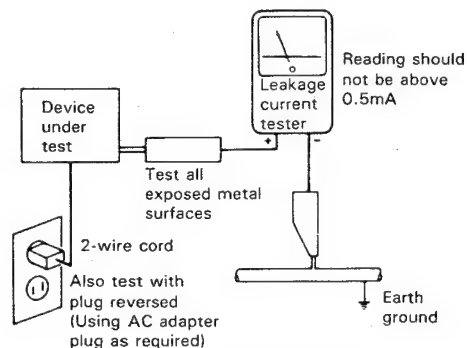 Device
under
test
Leakage
current
tester
+ -
Reading should
not be above
0.5mA
Test all
exposed metal
surfaces
2-wire cord
Also test with
plug reversed
(Using AC adapter
plug as required)
Earth
ground